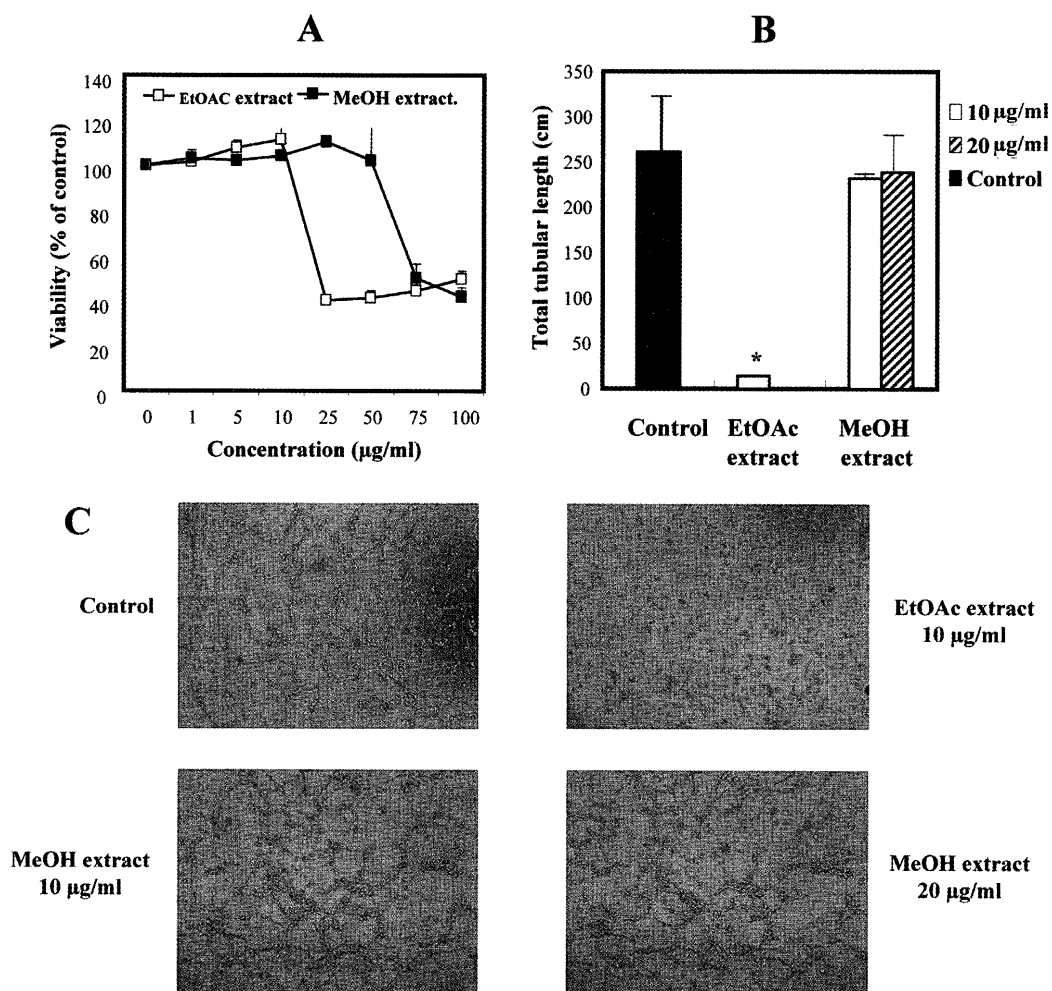 A
B
EtOAC extract
MeOH extract.
Viability (% of control)
140
120
100
80
60
40
20
0
0 1 5 10 25 50 75 100
Concentration (µg/ml)
Total tubular length (cm)
350
300
250
200
150
100
50
0
*
10 µg/ml
20 µg/ml
Control
Control
EtOAc
extract
MeOH
extract
C
Control
EtOAc extract
10 µg/ml
MeOH extract
10 µg/ml
MeOH extract
20 µg/ml